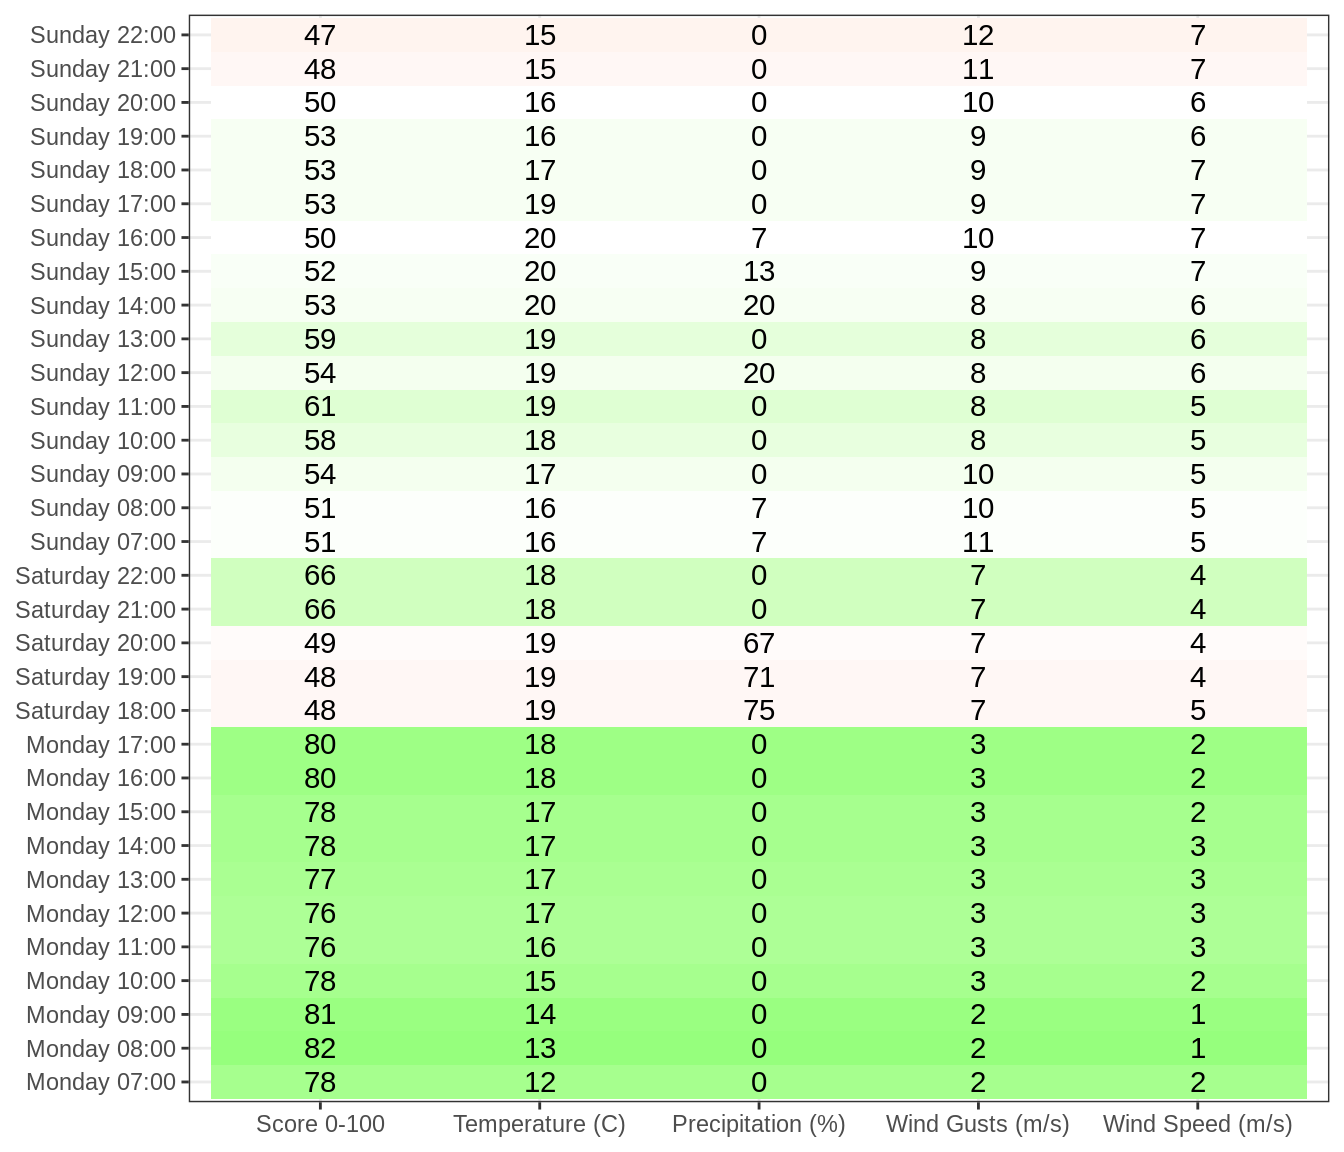 Sunday 22:00 47 15 0 12 7
Sunday 21:00 48 15 0 11 7
Sunday 20:00 50 16 0 10 6
Sunday 19:00 53 16 0 9 6
Sunday 18:00 53 17 0 9 7
Sunday 17:00 53 19 0 9 7
Sunday 16:00 50 20 7 10 7
Sunday 15:00 52 20 13 9 7
Sunday 14:00 53 20 20 8 6
Sunday 13:00 59 19 0 8 6
Sunday 12:00 54 19 20 8 6
Sunday 11:00 61 19 0 8 5
Sunday 10:00 58 18 0 8 5
Sunday 09:00 54 17 0 10 5
Sunday 08:00 51 16 7 10 5
Sunday 07:00 51 16 7 11 5
Saturday 22:00 66 18 0 7 4
Saturday 21:00 66 18 0 7 4
Saturday 20:00 49 19 67 7 4
Saturday 19:00 48 19 71 7 4
Saturday 18:00 48 19 75 7 5
Monday 17:00 80 18 0 3 2
Monday 16:00 80 18 0 3 2
Monday 15:00 78 17 0 3 2
Monday 14:00 78 17 0 3 3
Monday 13:00 77 17 0 3 3
Monday 12:00 76 17 0 3 3
Monday 11:00 76 16 0 3 3
Monday 10:00 78 15 0 3 2
Monday 09:00 81 14 0 2 1
Monday 08:00 82 13 0 2 1
Monday 07:00 78 12 0 2 2
Score 0-100 Temperature (C) Precipitation (%) Wind Gusts (m/s) Wind Speed (m/s)